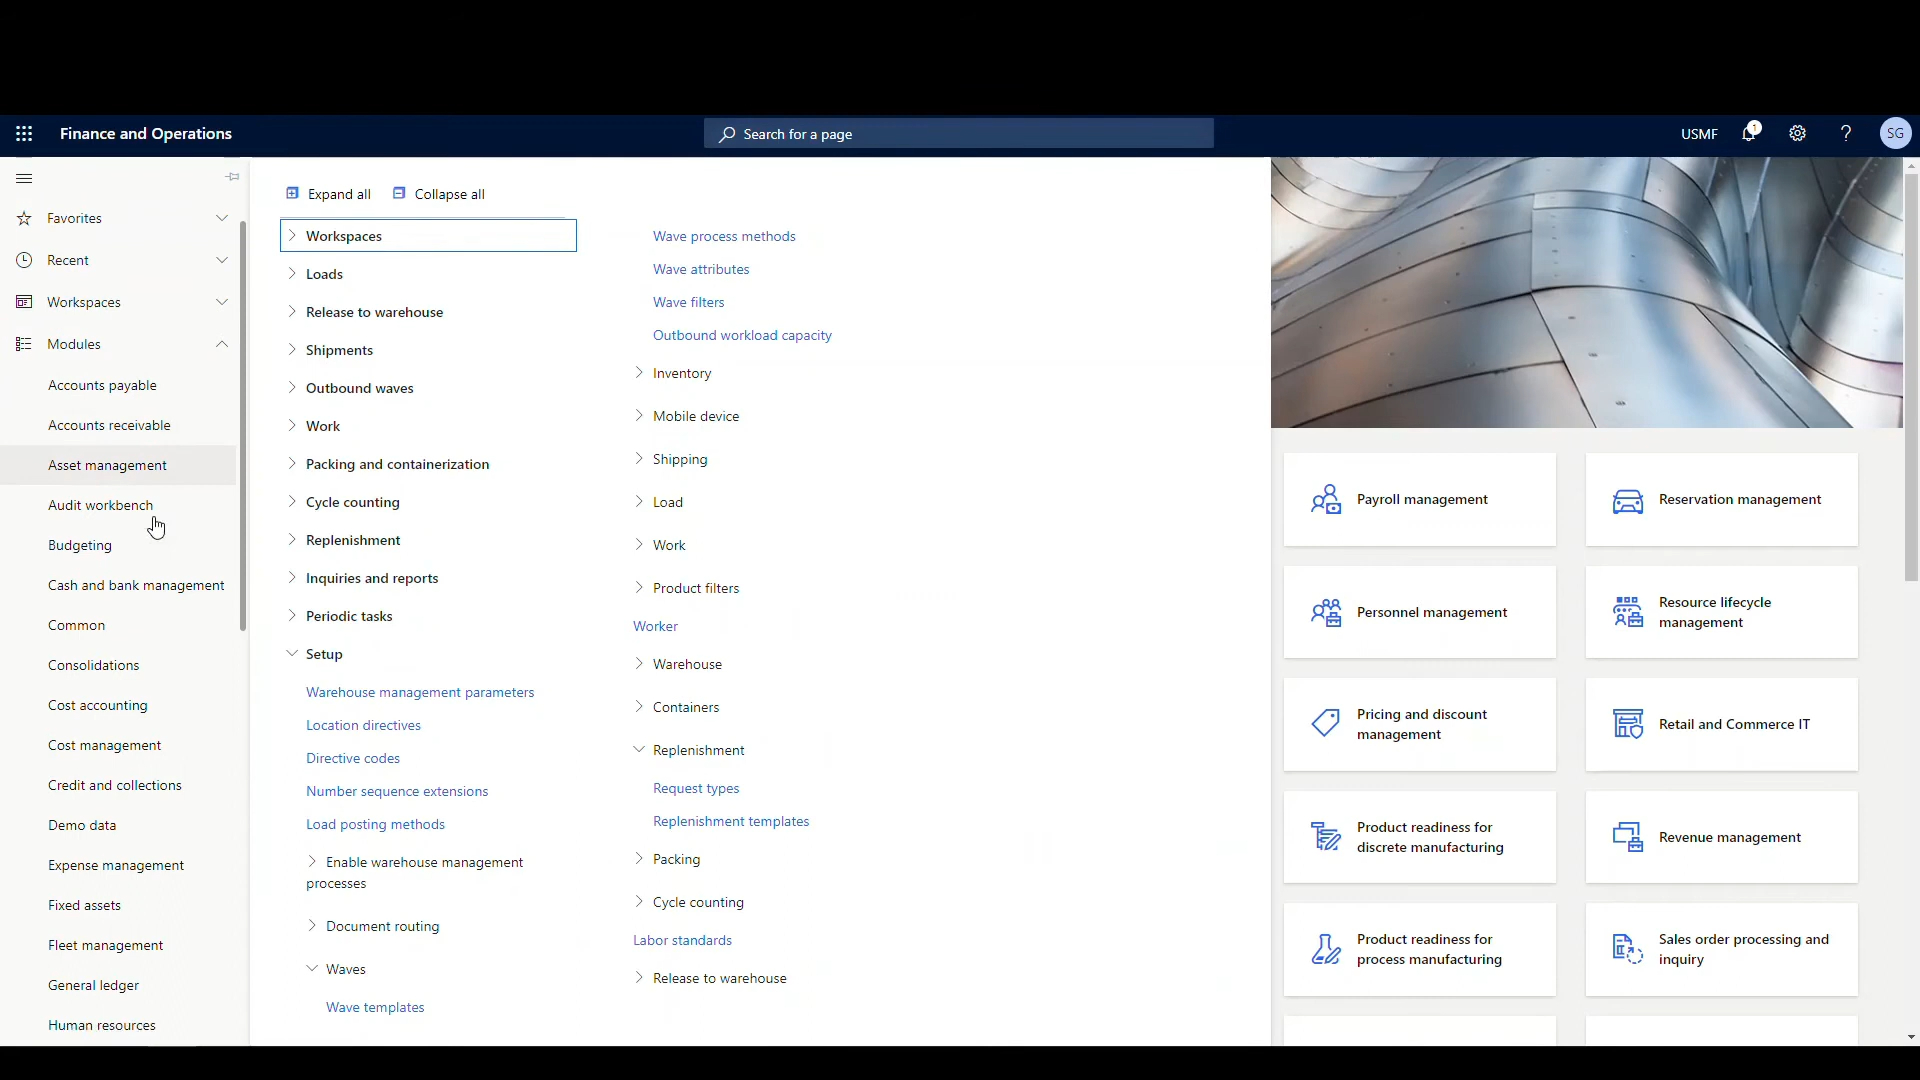 Finance and Operations
Search for a page
USMF
1
?
SG
Favorites
Recent
Workspaces
Modules
Accounts payable
Accounts receivable
Asset management
Audit workbench
Budgeting
Cash and bank management
Common
Consolidations
Cost accounting
Cost management
Credit and collections
Demo data
Expense management
Fixed assets
Fleet management
General ledger
Human resources
Expand all
Collapse all
Workspaces
Loads
Release to warehouse
Shipments
Outbound waves
Work
Packing and containerization
Cycle counting
Replenishment
Inquiries and reports
Periodic tasks
Setup
Warehouse management parameters
Location directives
Directive codes
Number sequence extensions
Load posting methods
Enable warehouse management
processes
Document routing
Waves
Wave templates
Wave process methods
Wave attributes
Wave filters
Outbound workload capacity
Inventory
Mobile device
Shipping
Load
Work
Product filters
Worker
Warehouse
Containers
Replenishment
Request types
Replenishment templates
Packing
Cycle counting
Labor standards
Release to warehouse
Payroll management
Reservation management
Personnel management
Resource lifecycle
management
Pricing and discount
management
Retail and Commerce IT
Product readiness for
discrete manufacturing
Revenue management
Product readiness for
process manufacturing
Sales order processing and
inquiry